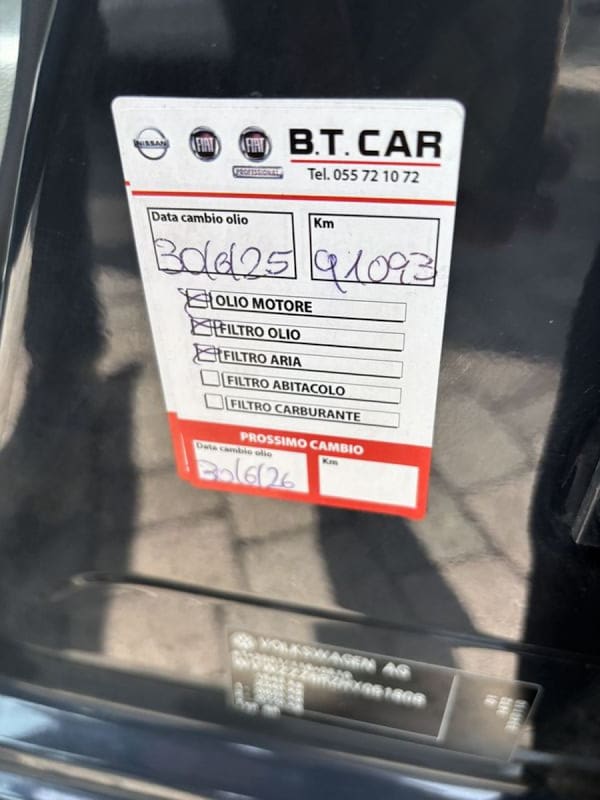 NISSAN FIAT FIAT B.T. CAR
PROFESSIONAL Tel. 055 72 10 72
Data cambio olio Km
30/6/25 91093
OLIO MOTORE
FILTRO OLIO
FILTRO ARIA
FILTRO ABITACOLO
FILTRO CARBURANTE
PROSSIMO CAMBIO
Data cambio olio Km
30/6/26
VOLKSWAGEN AG